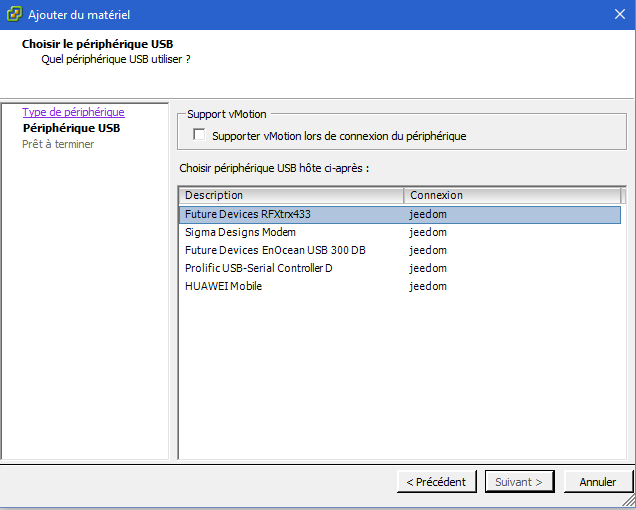 Ajouter du matériel
Choisir le périphérique USB
Quel périphérique USB utiliser ?
Type de périphérique
Périphérique USB
Prêt à terminer
Support vMotion
Supporter vMotion lors de connexion du périphérique
Choisir périphérique USB hôte ci-après :
Description Connexion
Future Devices RFXtrx433 jeedom
Sigma Designs Modem jeedom
Future Devices EnOcean USB 300 DB jeedom
Prolific USB-Serial Controller D jeedom
HUAWEI Mobile jeedom
< Précédent Suivant > Annuler